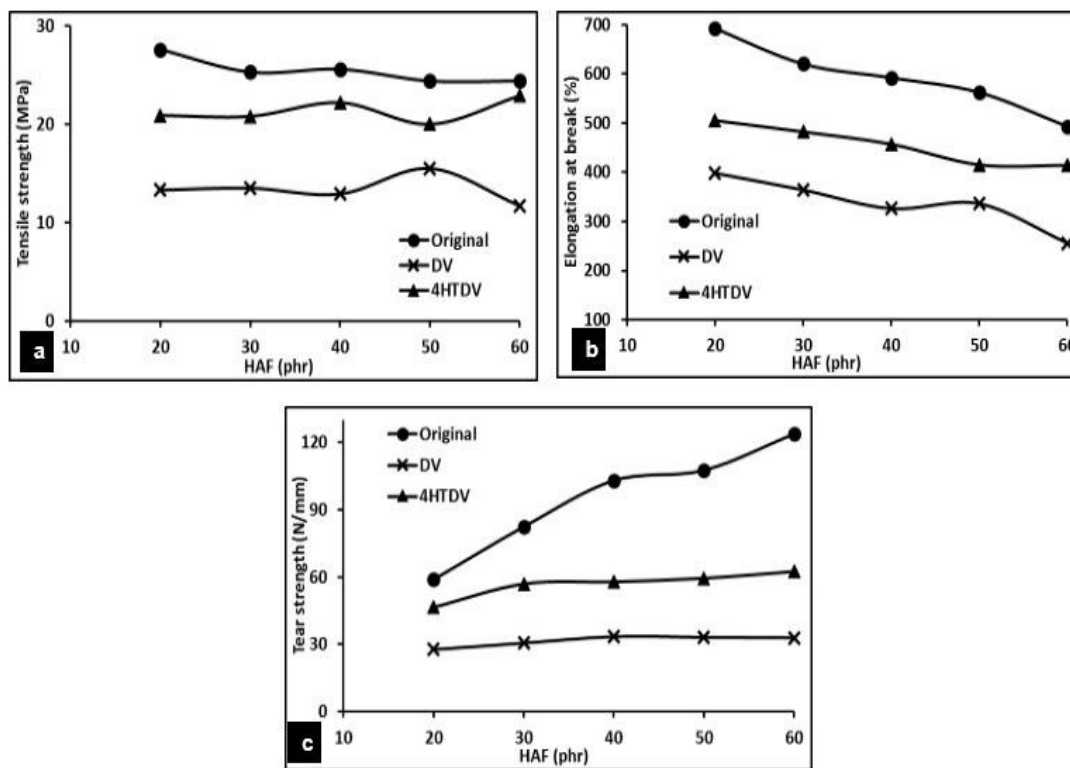 Tensile strength (MPa)
30
20
10
0
Original
DV
4HTDV
10 20 30 40 50 60
HAF (phr)
a
Elongation at break (%)
700
600
500
400
300
200
100
Original
DV
4HTDV
10 20 30 40 50 60
HAF (phr)
b
Tear strength (N/mm)
120
90
60
30
0
Original
DV
4HTDV
10 20 30 40 50 60
HAF (phr)
c